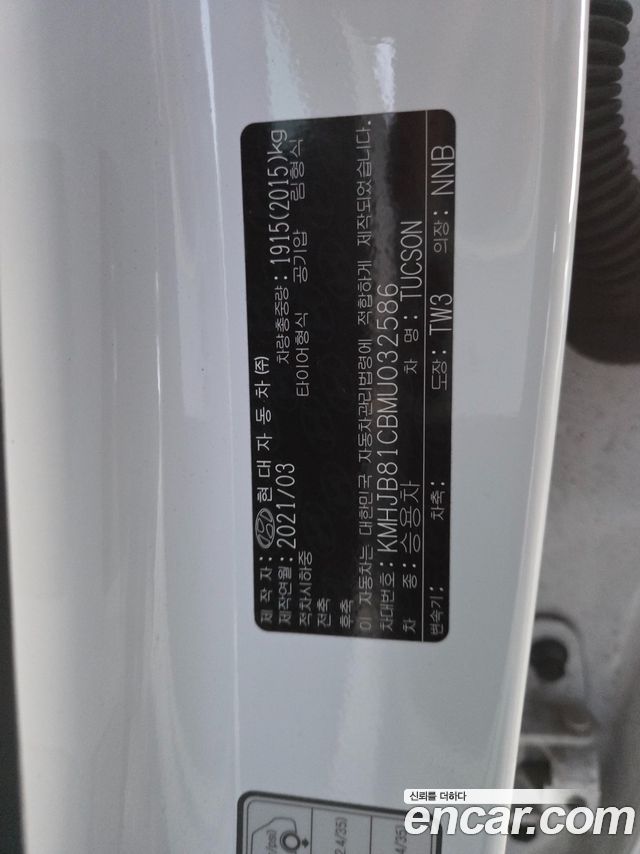 제 작 자: 현 대 자 동 차 (주)
제작연월: 2021/03 차량총중량: 1915(2015)kg
적차시하중 타이어형식 공기압 림형식
전축
후축
이 자동차는 대한민국 자동차관리법령에 적합하게 제작되었습니다.
차대번호: KMHJB81CBMU032586
차 종: 승용차 차 명: TUCSON
변속기: 차축: 도장: TW3 의장: NNB
신뢰를 더하다
encar.com